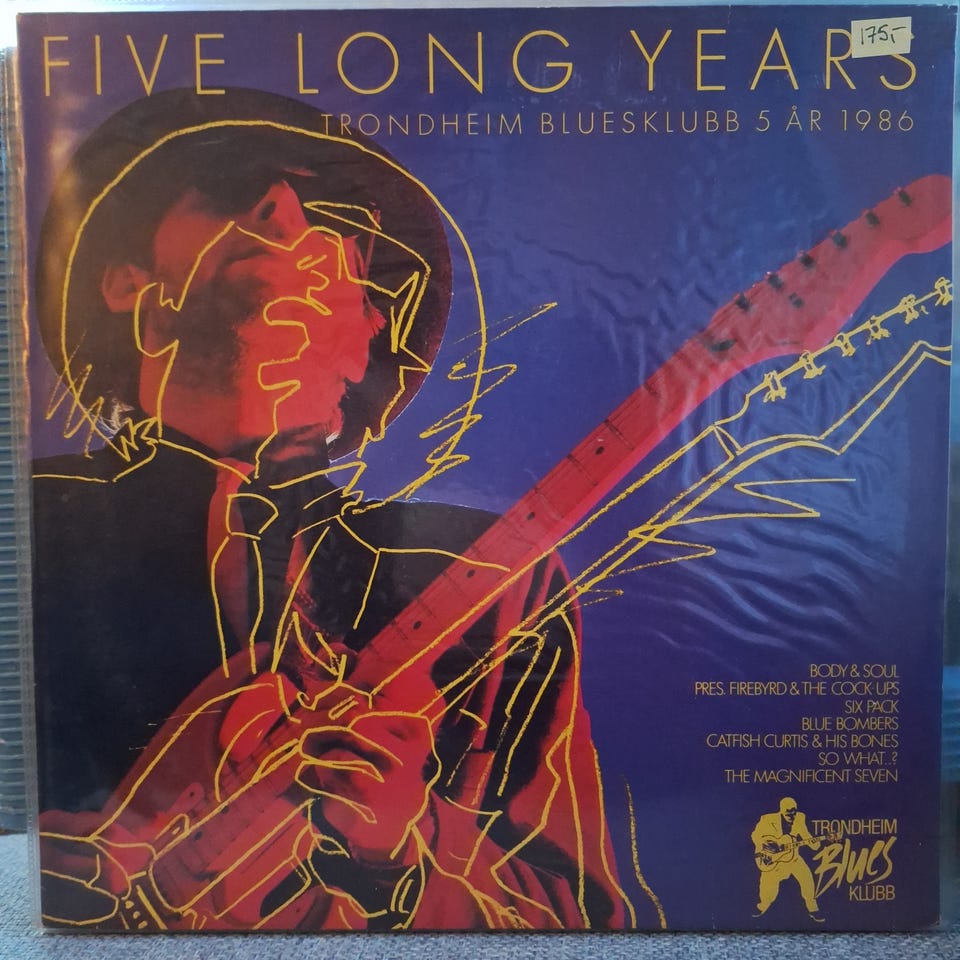 FIVE LONG YEARS
175,-
TRONDHEIM BLUESKLUBB 5 ÅR 1986
BODY & SOUL
PRES. FIREBYRD & THE COCK-UPS
SIX PACK
BLUE BOMBERS
CATFISH CURTIS & HIS BONES
SO WHAT..?
THE MAGNIFICENT SEVEN
TRONDHEIM
Blues
KLUBB